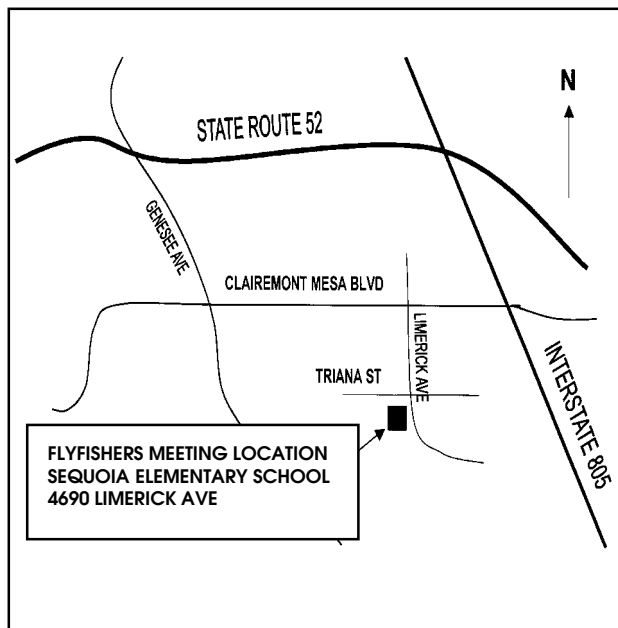 N
STATE ROUTE 52
GENESEE AVE
CLAIREMONT MESA BLVD
LIMERICK AVE
TRIANA ST
INTERSTATE 805
FLYFISHERS MEETING LOCATION
SEQUOIA ELEMENTARY SCHOOL
4690 LIMERICK AVE